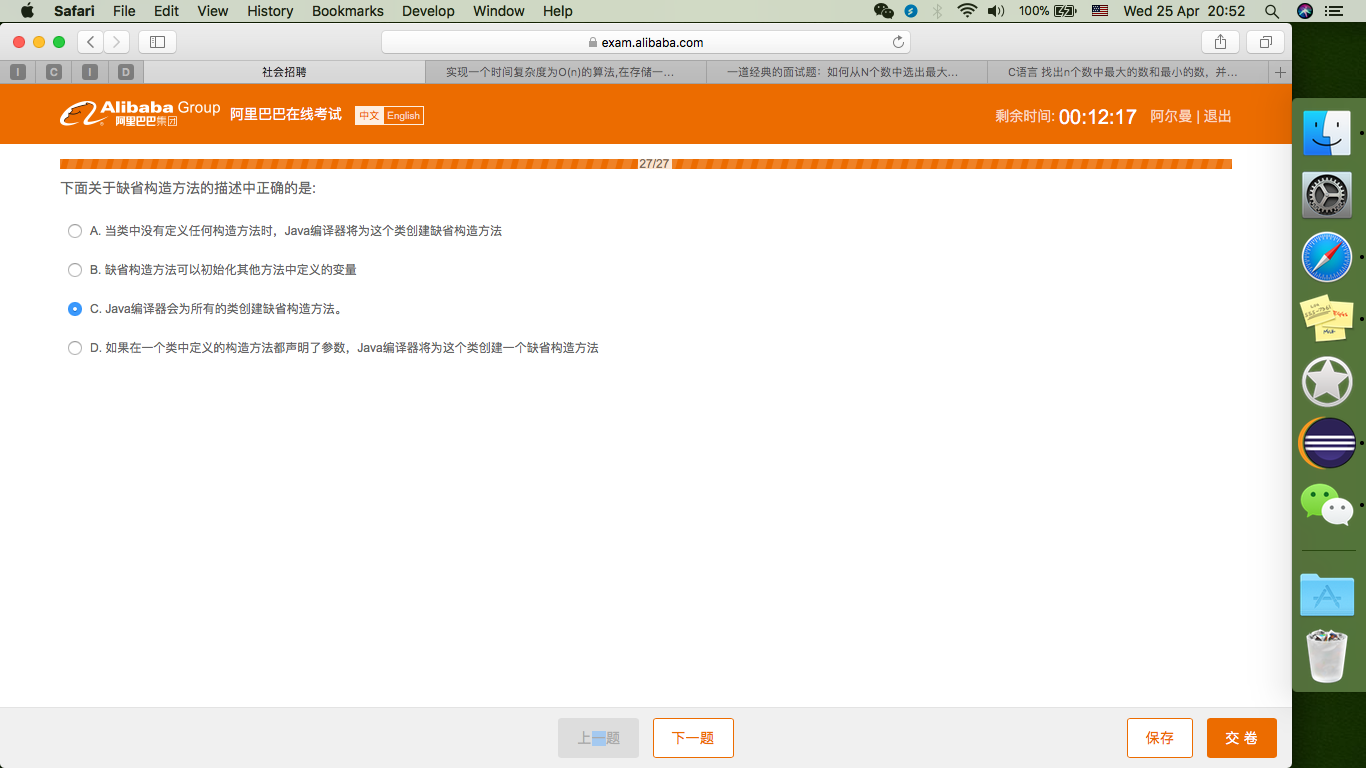 Safari File Edit View History Bookmarks Develop Window Help 100% Wed 25 Apr 20:52
exam.alibaba.com
I C I D 社会招聘 实现一个时间复杂度为O(n)的算法,在存储一... 一道经典的面试题：如何从N个数中选出最大... C语言 找出n个数中最大的数和最小的数，并...
Alibaba Group 阿里巴巴集团 阿里巴巴在线考试 中文 English 剩余时间: 00:12:17 阿尔曼 | 退出
27/27
下面关于缺省构造方法的描述中正确的是:
A. 当类中没有定义任何构造方法时，Java编译器将为这个类创建缺省构造方法
B. 缺省构造方法可以初始化其他方法中定义的变量
C. Java编译器会为所有的类创建缺省构造方法。
D. 如果在一个类中定义的构造方法都声明了参数，Java编译器将为这个类创建一个缺省构造方法
上一题 下一题 保存 交 卷